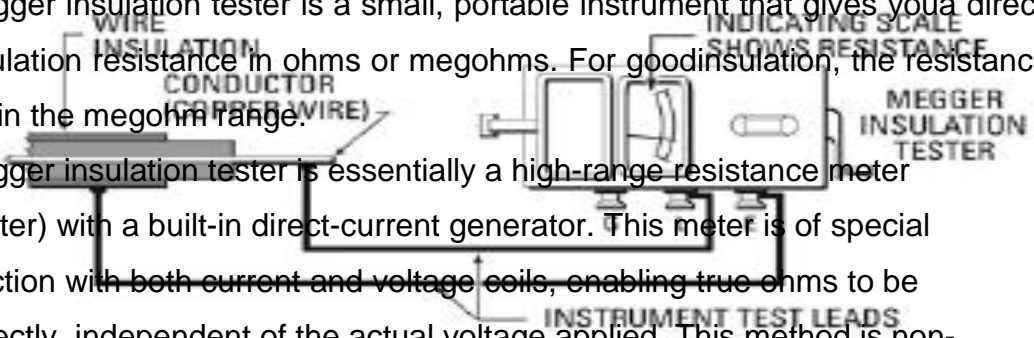 gger insulation tester is a small, portable instrument that gives youa direc
WIRE
INSULATION
INDICATING SCALE
SHOWS RESISTANCE
ulation resistance in ohms or megohms. For goodinsulation, the resistanc
CONDUCTOR
(COPPER WIRE)
MEGGER
INSULATION
TESTER
in the megohm range.
gger insulation tester is essentially a high-range resistance meter
ter) with a built-in direct-current generator. This meter is of special
G L E
ction with both current and voltage coils, enabling true ohms to be
INSTRUMENT TEST LEADS
ectly, independent of the actual voltage applied. This method is non-